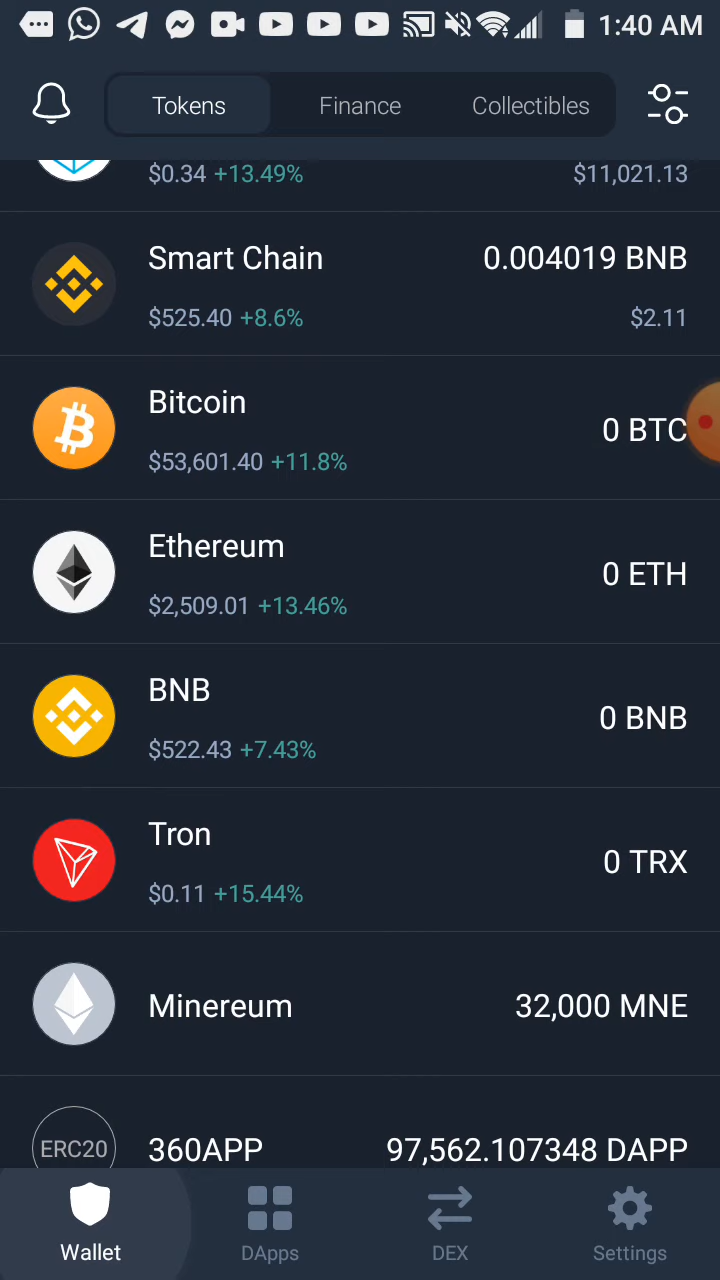 1:40 AM
Tokens Finance Collectibles
$0.34 +13.49% $11,021.13
Smart Chain 0.004019 BNB
$525.40 +8.6% $2.11
Bitcoin
0 BTC
$53,601.40 +11.8%
Ethereum
0 ETH
$2,509.01 +13.46%
BNB
0 BNB
$522.43 +7.43%
Tron
0 TRX
$0.11 +15.44%
Minereum 32,000 MNE
ERC20 360APP 97,562.107348 DAPP
Wallet DApps DEX Settings